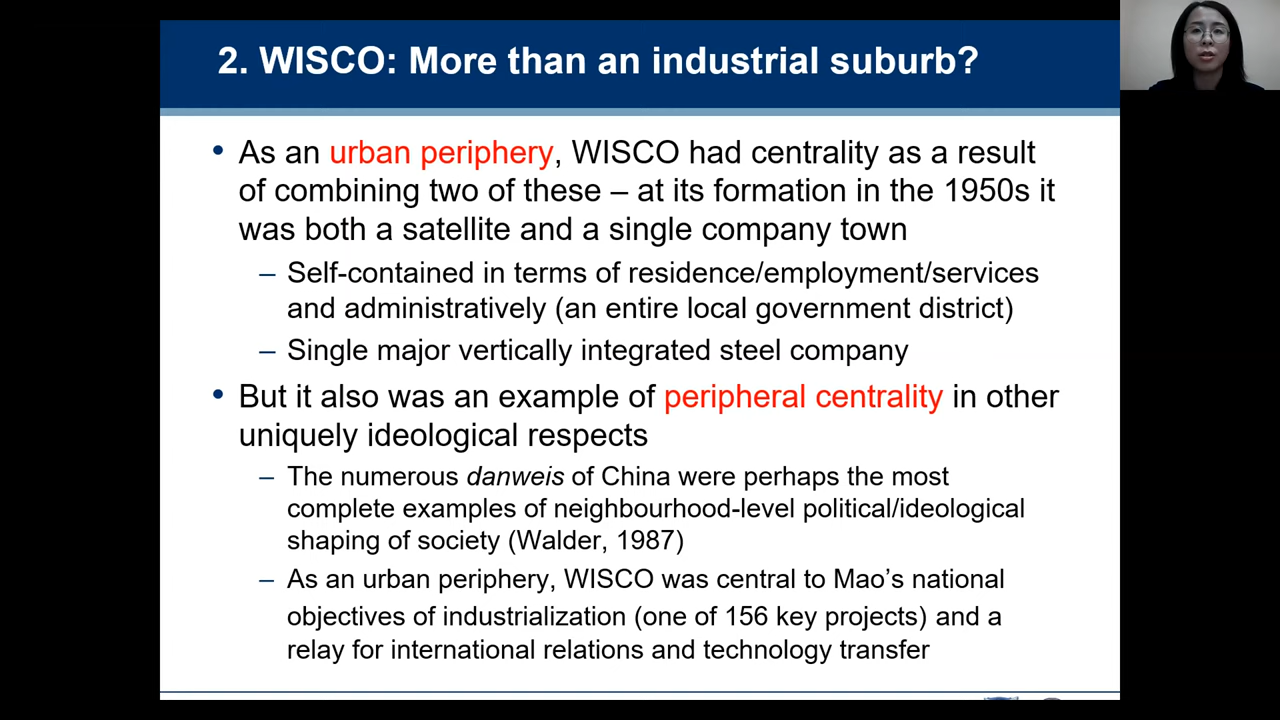 2. WISCO: More than an industrial suburb?
• As an urban periphery, WISCO had centrality as a result
of combining two of these – at its formation in the 1950s it
was both a satellite and a single company town
– Self-contained in terms of residence/employment/services
and administratively (an entire local government district)
– Single major vertically integrated steel company
• But it also was an example of peripheral centrality in other
uniquely ideological respects
– The numerous danweis of China were perhaps the most
complete examples of neighbourhood-level political/ideological
shaping of society (Walder, 1987)
– As an urban periphery, WISCO was central to Mao’s national
objectives of industrialization (one of 156 key projects) and a
relay for international relations and technology transfer